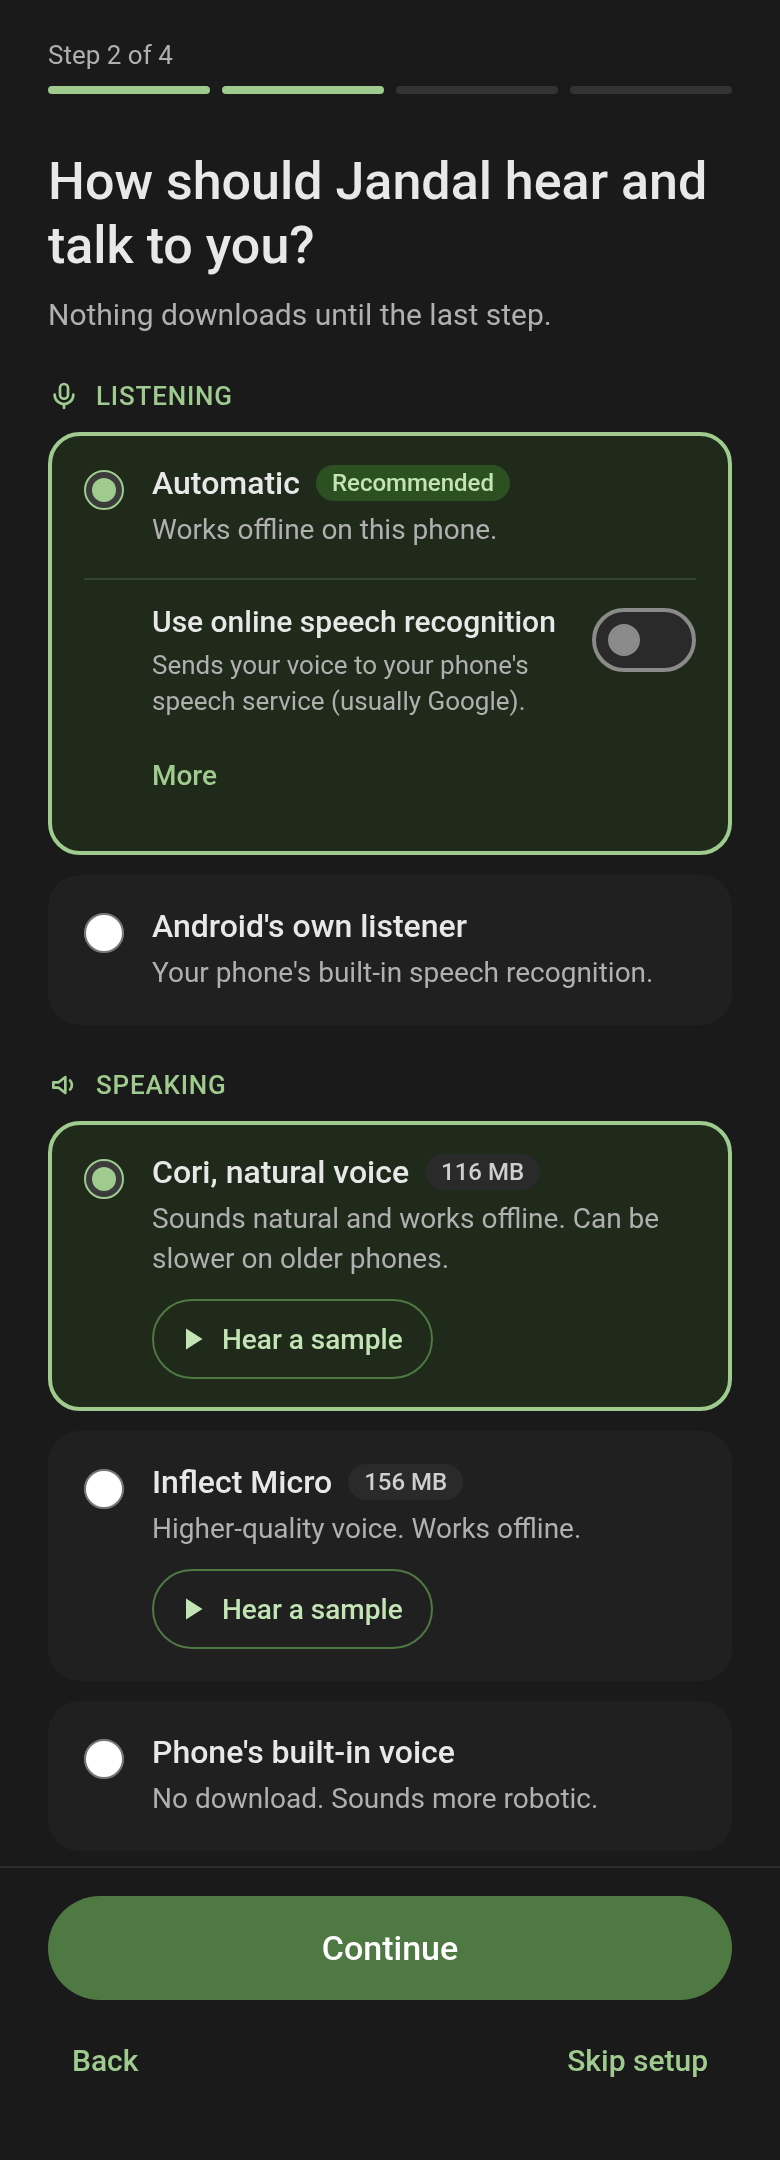 Step 2 of 4
How should Jandal hear and
talk to you?
Nothing downloads until the last step.
LISTENING
Automatic Recommended
Works offline on this phone.
Use online speech recognition
Sends your voice to your phone's
speech service (usually Google).
More
Android's own listener
Your phone's built-in speech recognition.
SPEAKING
Cori, natural voice 116 MB
Sounds natural and works offline. Can be
slower on older phones.
Hear a sample
Inflect Micro 156 MB
Higher-quality voice. Works offline.
Hear a sample
Phone's built-in voice
No download. Sounds more robotic.
Continue
Back Skip setup